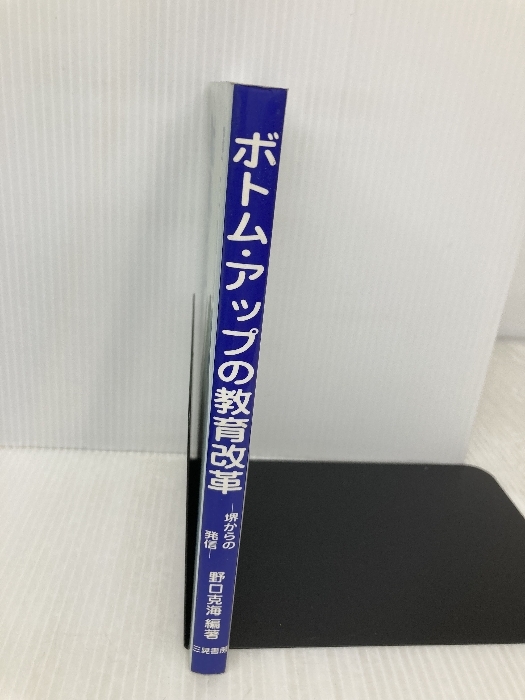 ボトム・アップの教育改革
―堺からの
発信―
野口克海 編著
三晃書房